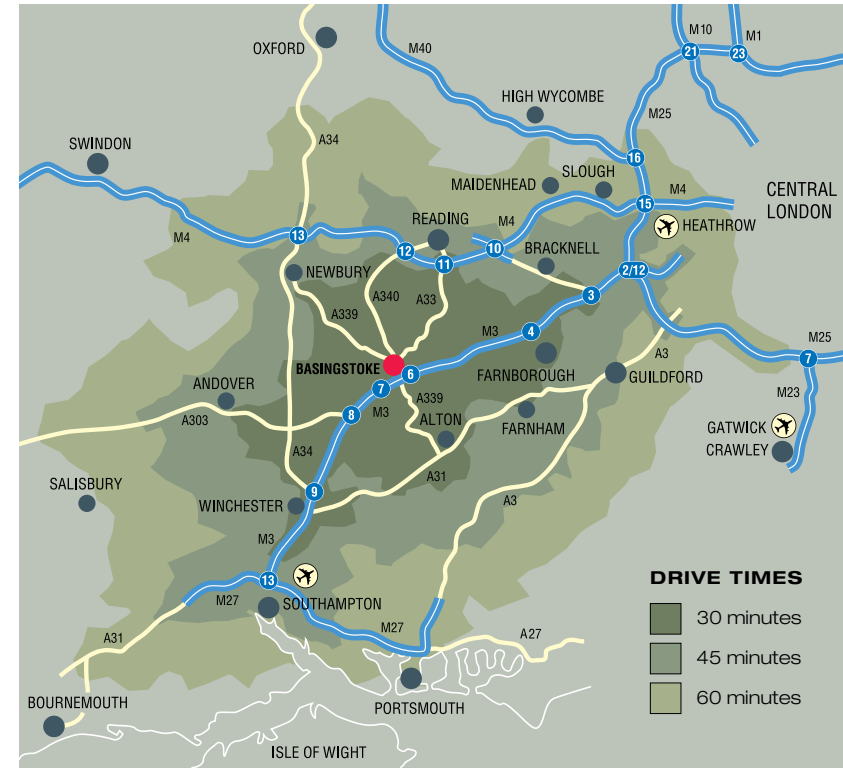 OXFORD
M40
M10
M1
21
23
HIGH WYCOMBE
M25
A34
SWINDON
16
SLOUGH
MAIDENHEAD
M4
15
CENTRAL
LONDON
READING
M4
HEATHROW
M4
13
12
11
10
BRACKNELL
NEWBURY
2/12
A340
A33
3
A339
M3
4
A3
M25
7
BASINGSTOKE
6
FARNBOROUGH
GUILDFORD
7
M3
A339
M23
ANDOVER
8
ALTON
FARNHAM
A303
GATWICK
CRAWLEY
A34
A31
SALISBURY
9
WINCHESTER
A3
M3
13
DRIVE TIMES
M27
SOUTHAMPTON
30 minutes
M27
A31
A27
45 minutes
60 minutes
BOURNEMOUTH
PORTSMOUTH
ISLE OF WIGHT